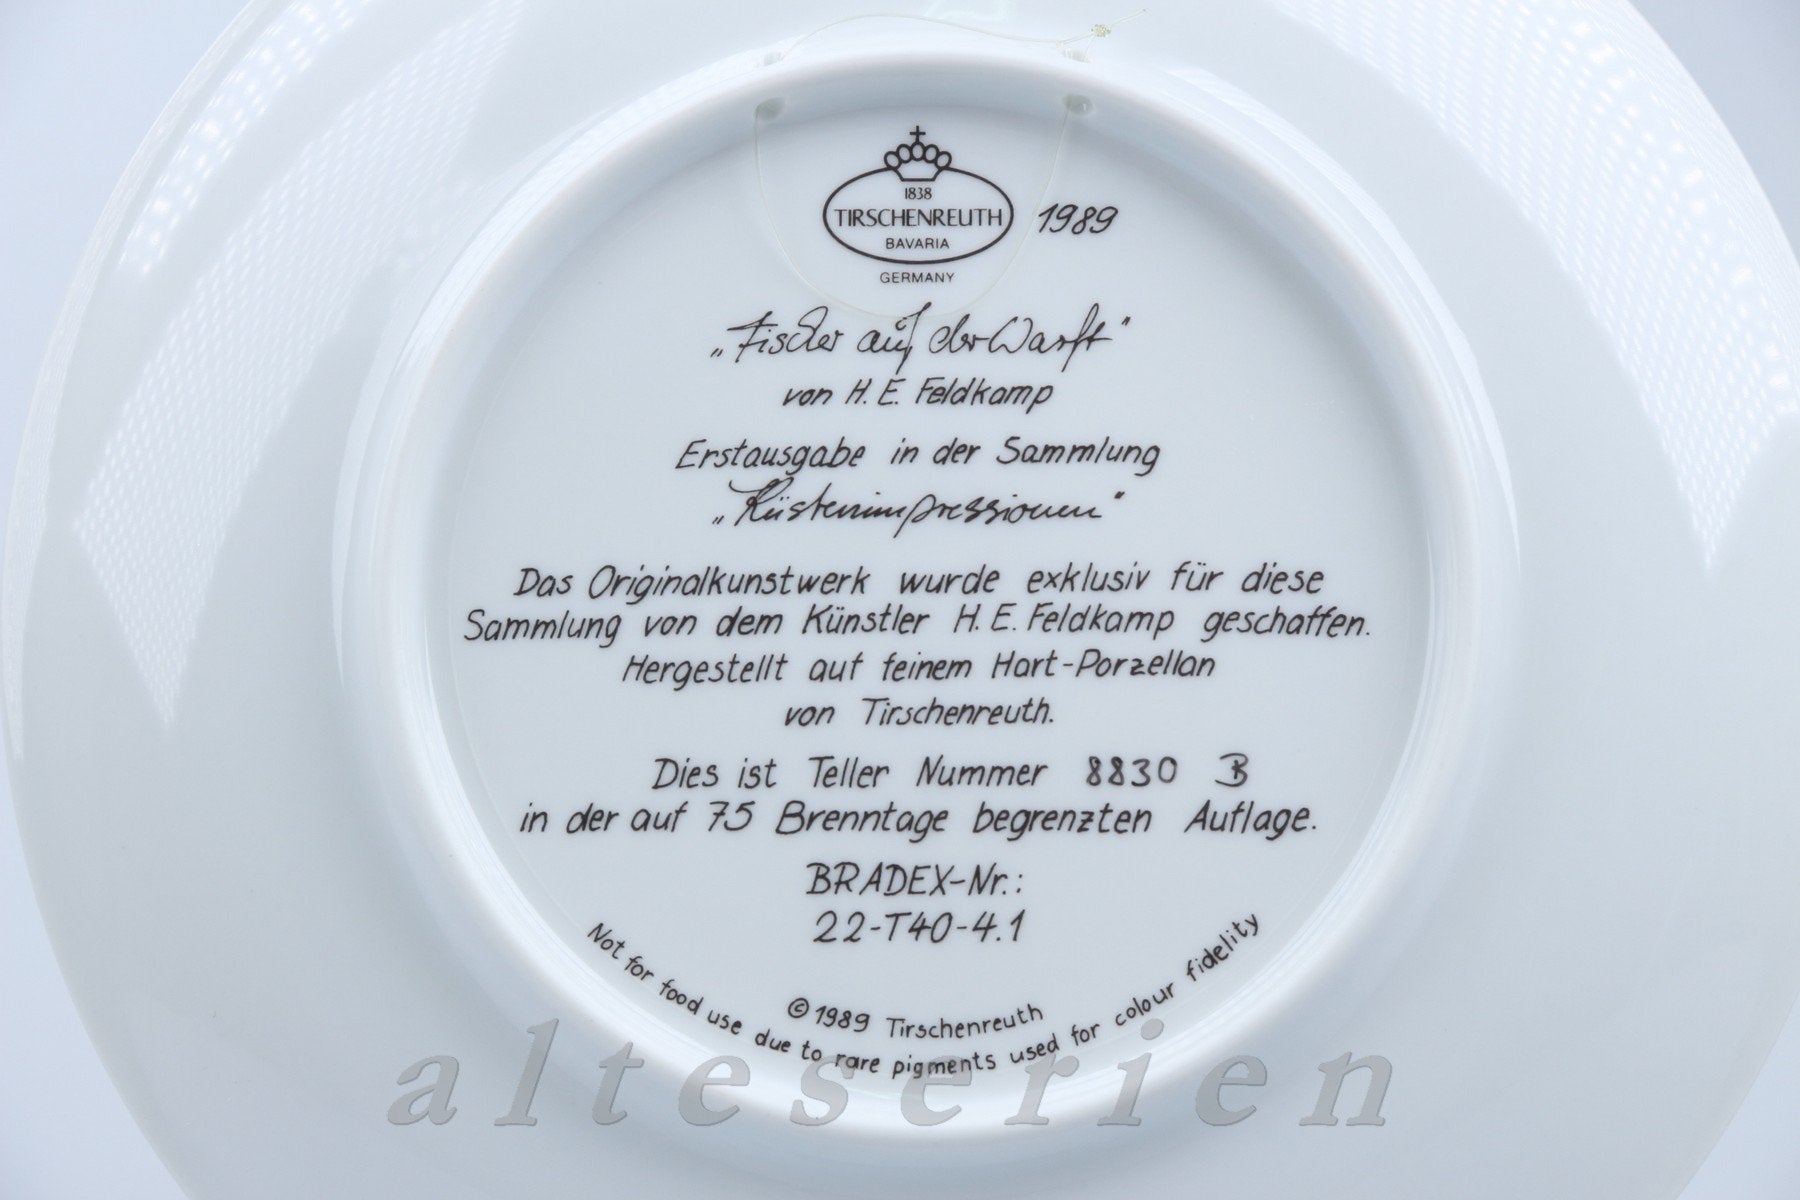 1838
TIRSCHENREUTH 1989
BAVARIA
GERMANY
„Fischer auf der Warft"
von H. E. Feldkamp
Erstausgabe in der Sammlung
„Küstenimpressionen"
Das Originalkunstwerk wurde exklusiv für diese
Sammlung von dem Künstler H. E. Feldkamp geschaffen.
Hergestellt auf feinem Hart-Porzellan
von Tirschenreuth.
Dies ist Teller Nummer 8830 B
in der auf 75 Brenntage begrenzten Auflage.
BRADEX-Nr.:
22-T40-4.1
© 1989 Tirschenreuth
Not for food use due to rare pigments used for colour fidelity
alteserien